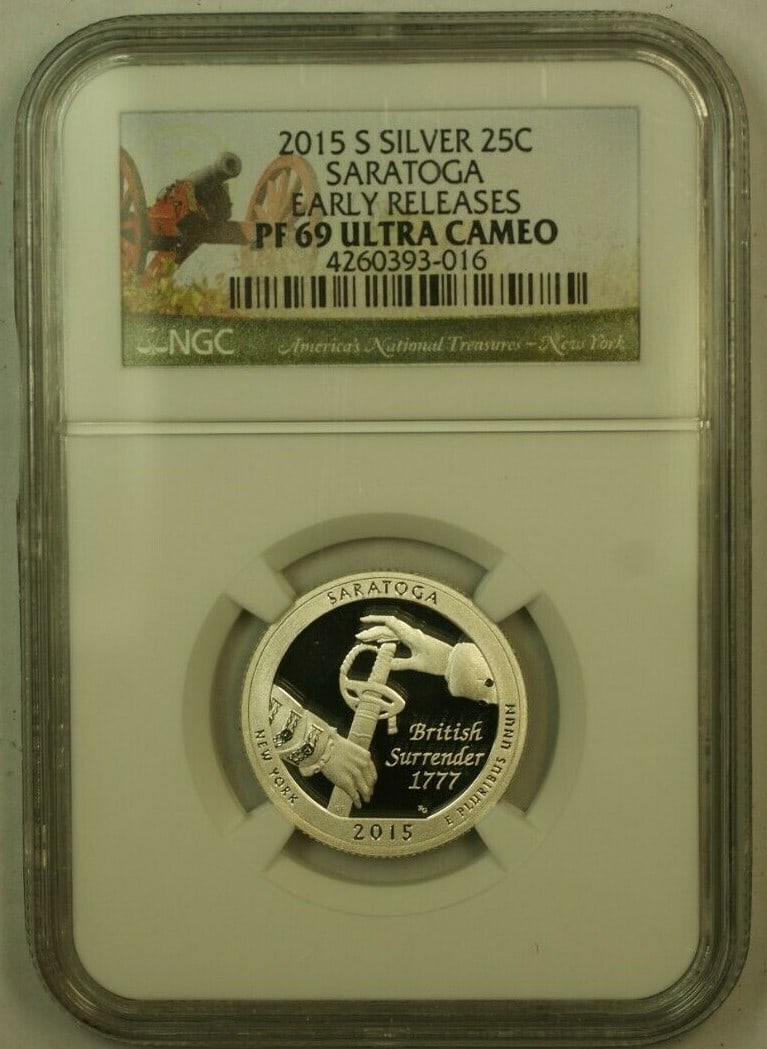 2015 S SILVER 25C
SARATOGA
EARLY RELEASES
PF 69 ULTRA CAMEO
4260393-016
NGC America's National Treasures – New York
SARATOGA
British
Surrender
1777
NEW YORK
2015
E PLURIBUS UNUM